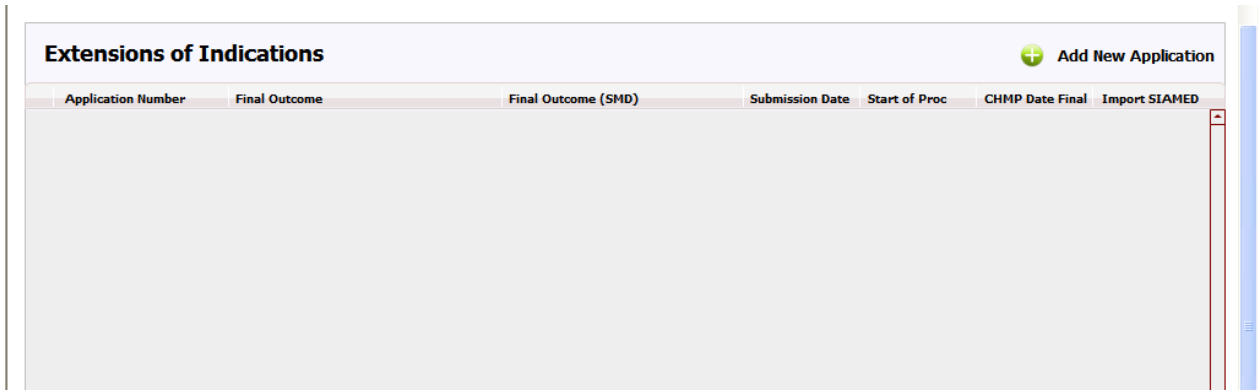 Extensions of Indications
Add New Application
Application Number Final Outcome Final Outcome (SMD) Submission Date Start of Proc CHMP Date Final Import SIAMED